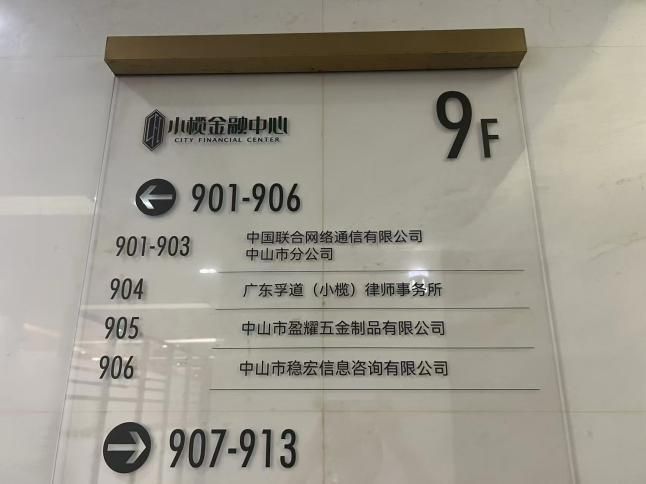 小榄金融中心
CITY FINANCIAL CENTER
9F
901-906
901-903
中国联合网络通信有限公司
中山市分公司
904 广东孚道（小榄）律师事务所
905 中山市盈耀五金制品有限公司
906 中山市稳宏信息咨询有限公司
907-913